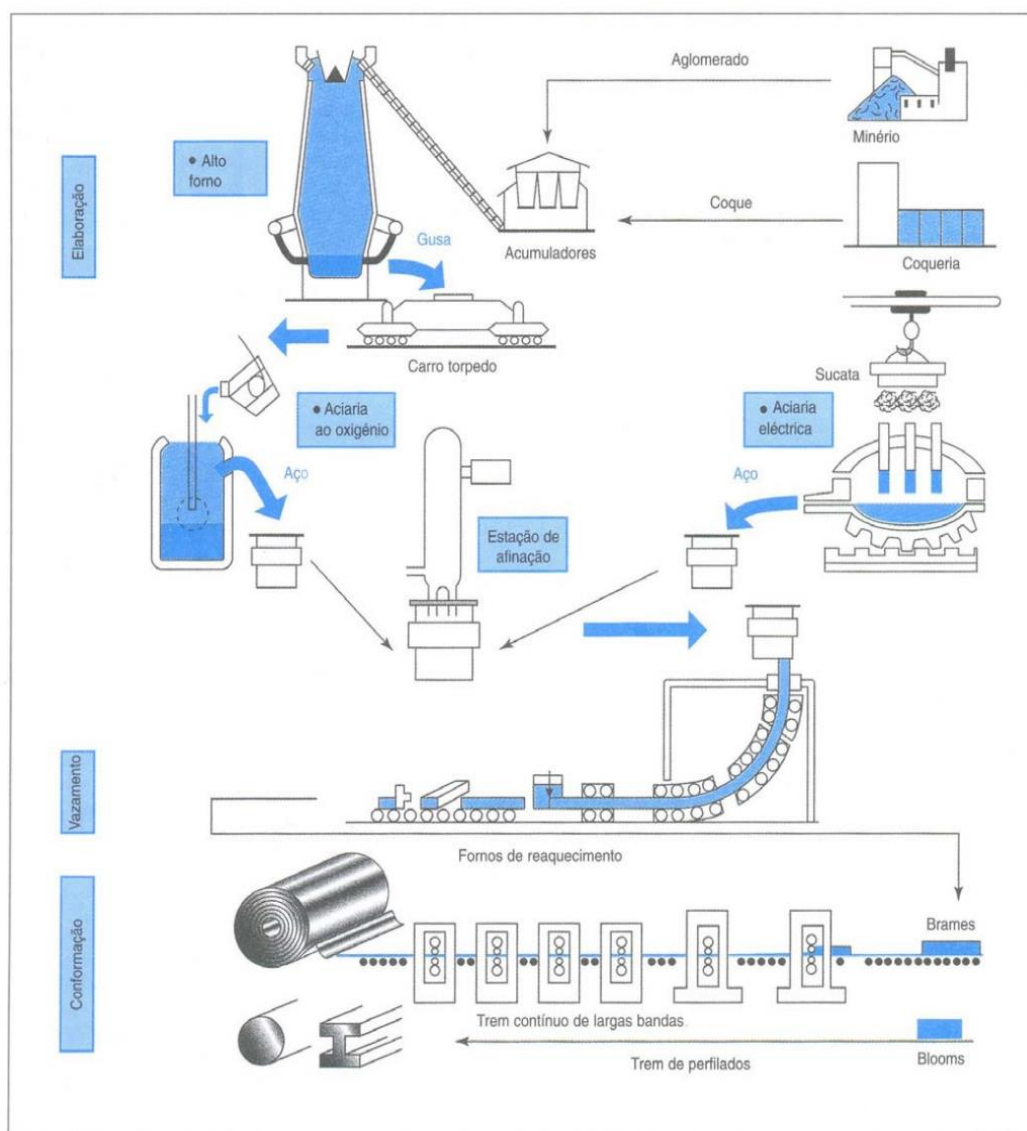 Aglomerado
Minério
Elaboração
● Alto
forno
Coque
Gusa
Acumuladores
Coqueria
Carro torpedo
Sucata
● Aciaria
ao oxigénio
● Aciaria
eléctrica
Aço
Aço
Estação de
afinação
Vazamento
Fornos de reaquecimento
Conformação
Brames
Trem contínuo de largas bandas
Trem de perfilados
Blooms